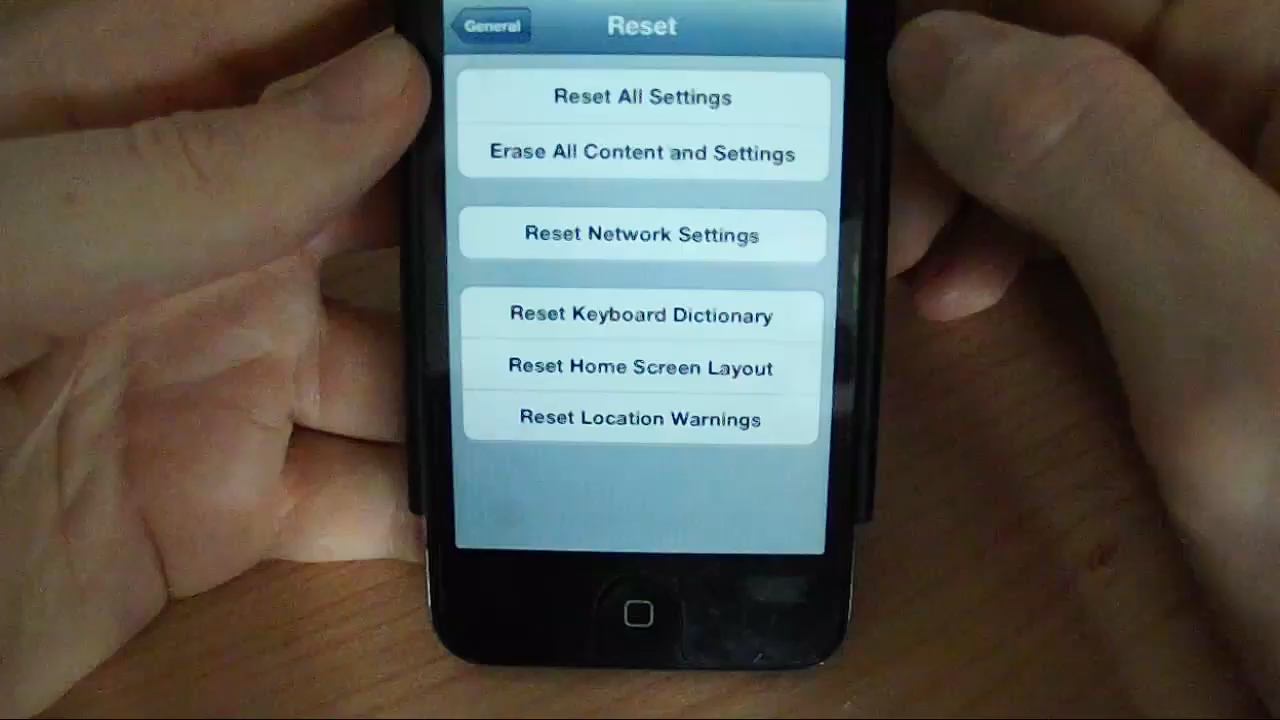 General
Reset
Reset All Settings
Erase All Content and Settings
Reset Network Settings
Reset Keyboard Dictionary
Reset Home Screen Layout
Reset Location Warnings